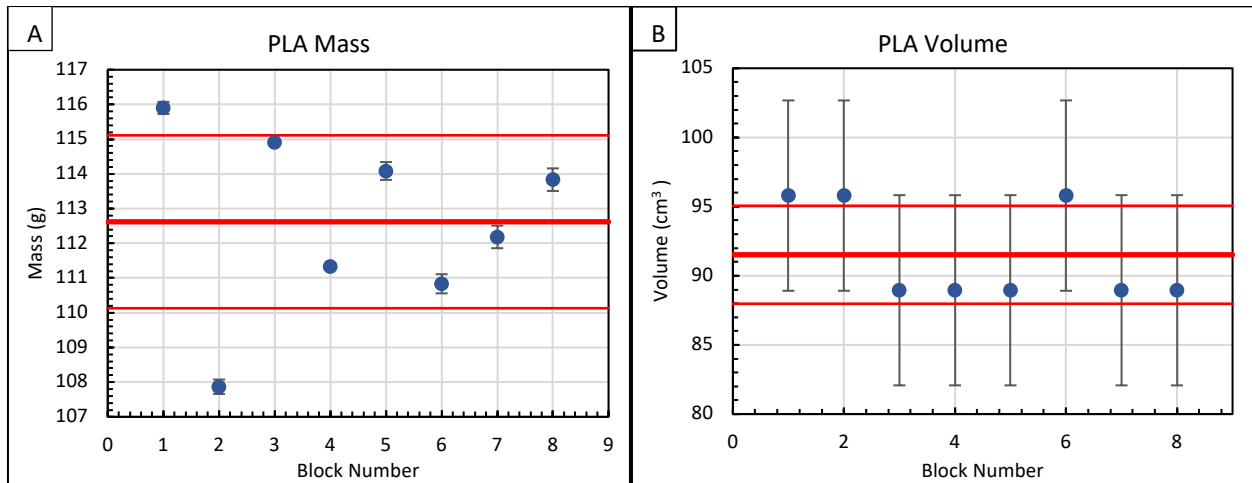 A
PLA Mass
117
116
115
114
113
112
111
110
109
108
107
Mass (g)
0 1 2 3 4 5 6 7 8 9
Block Number
B
PLA Volume
105
100
95
90
85
80
Volume (cm³ )
0 2 4 6 8
Block Number